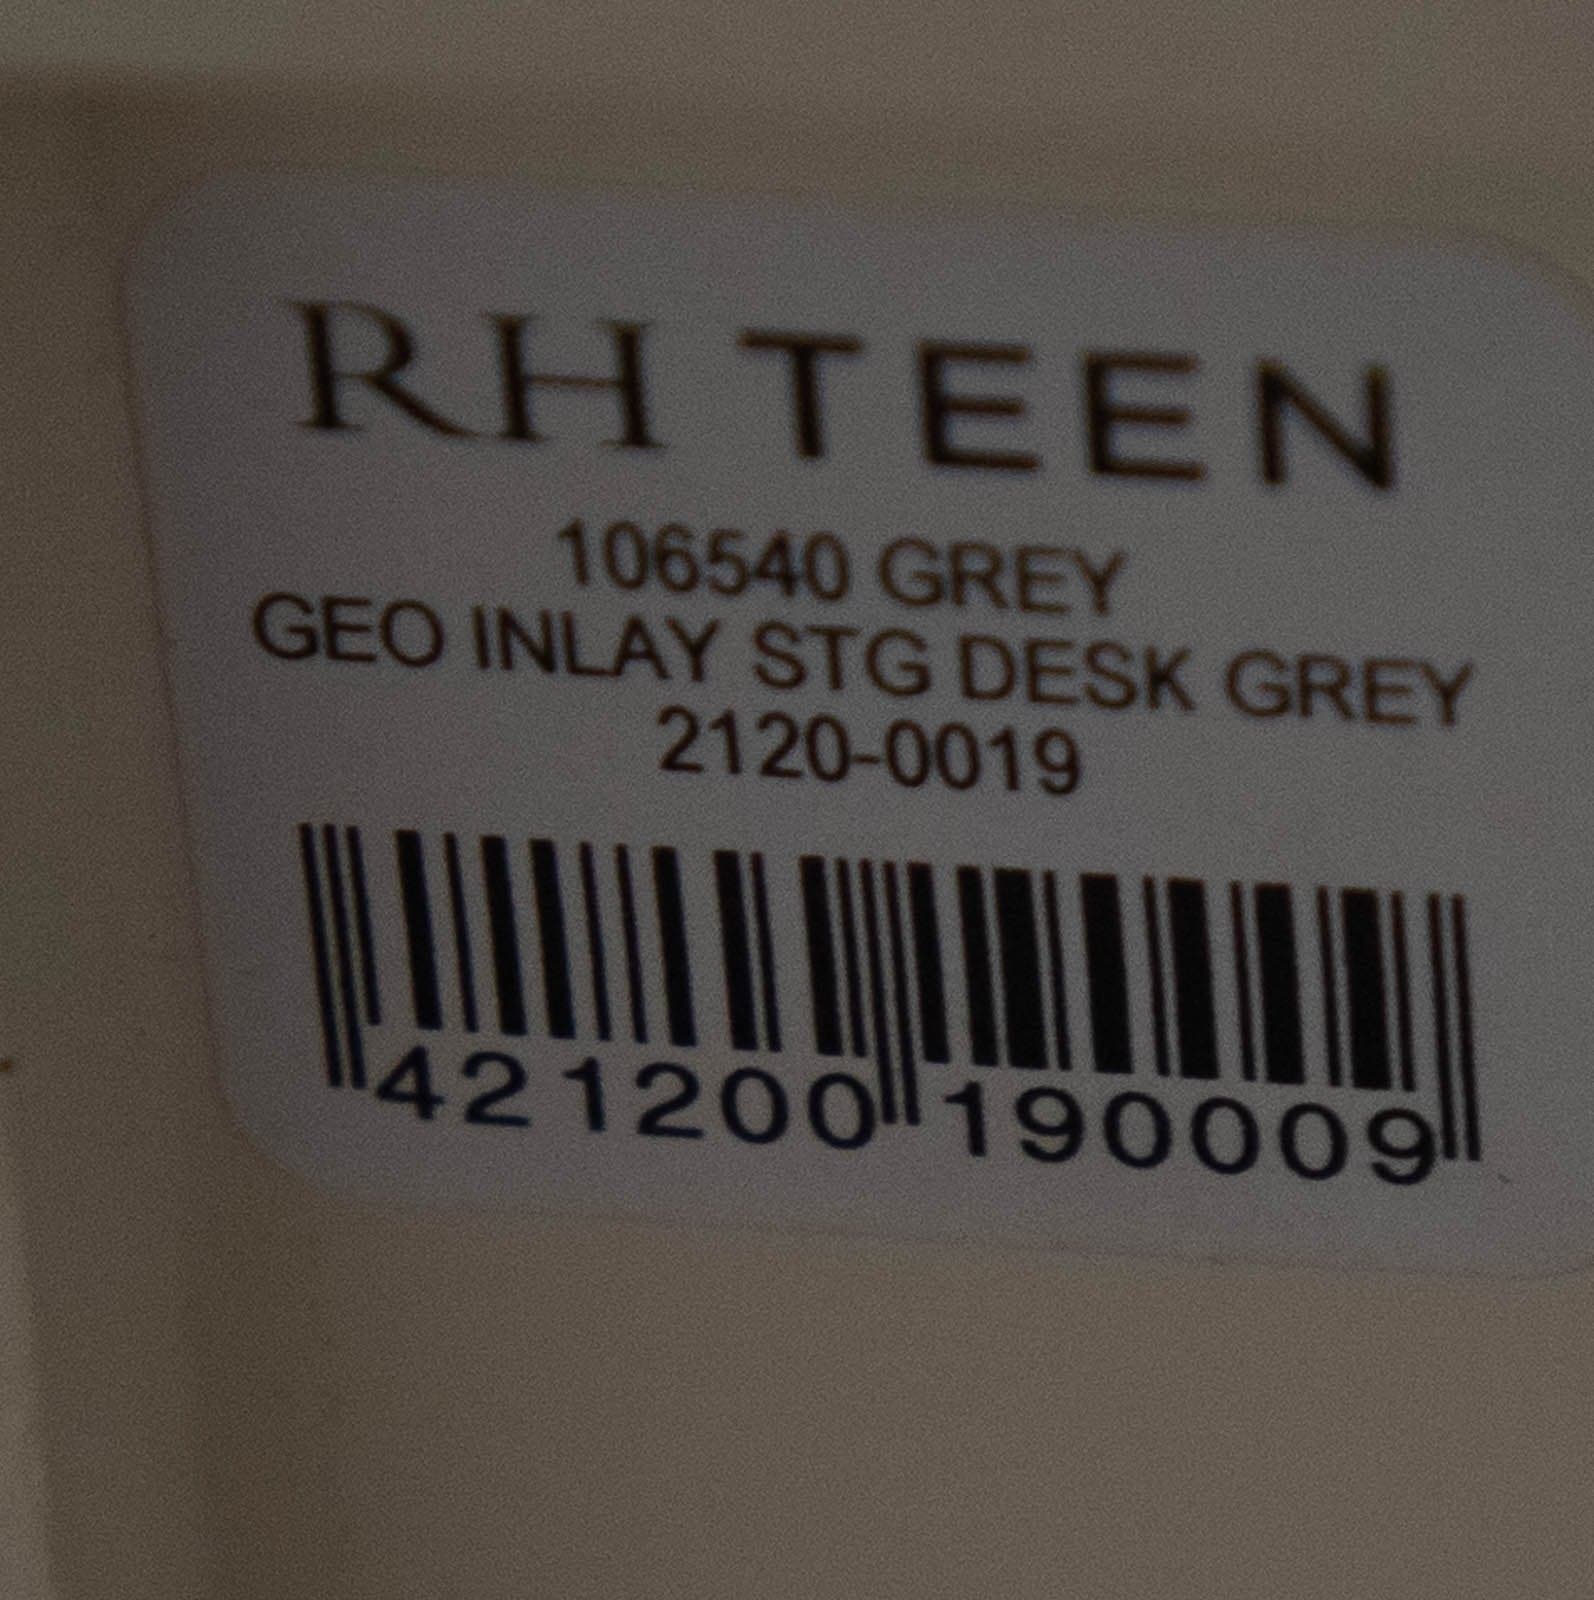 RH TEEN
106540 GREY
GEO INLAY STG DESK GREY
2120-0019
421200 190009